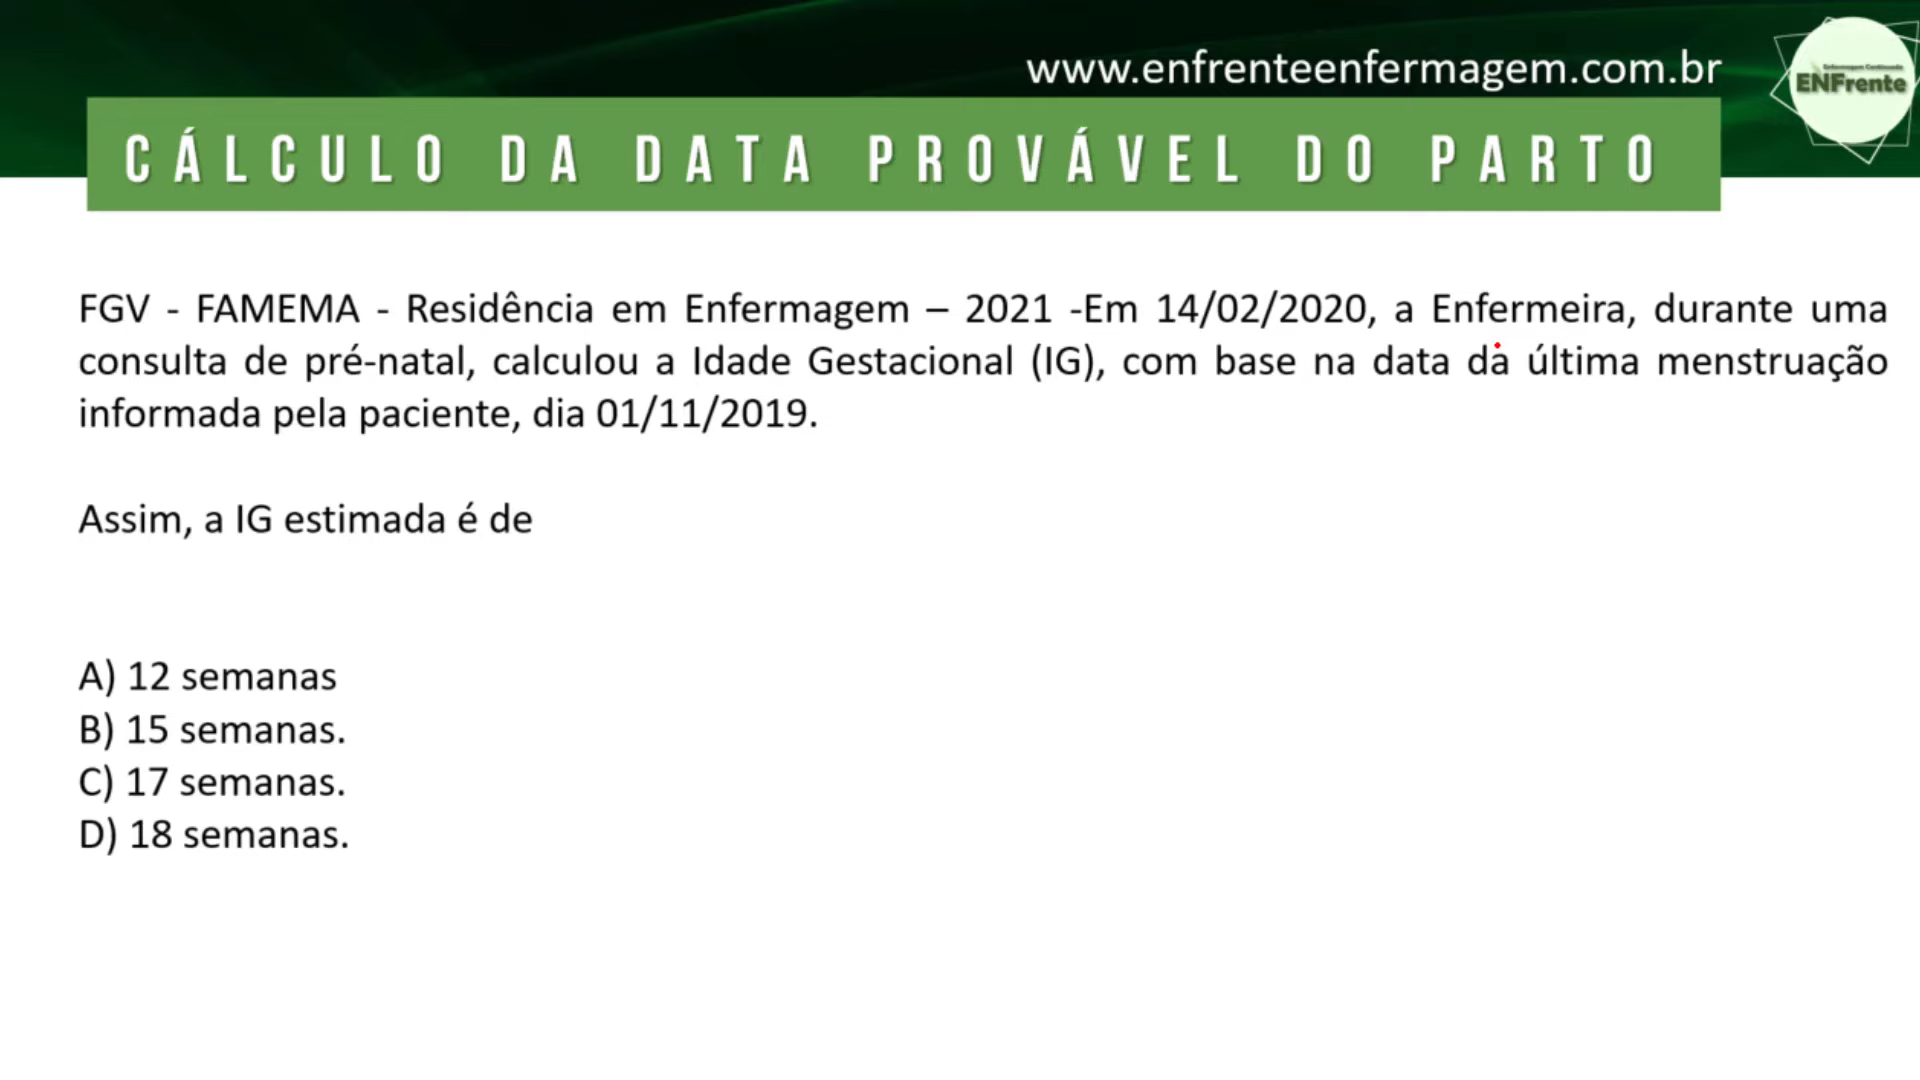 www.enfrenteenfermagem.com.br
Enfermagem Continuada
ENFrente
CÁLCULO DA DATA PROVÁVEL DO PARTO
FGV - FAMEMA - Residência em Enfermagem – 2021 -Em 14/02/2020, a Enfermeira, durante uma
consulta de pré-natal, calculou a Idade Gestacional (IG), com base na data da última menstruação
informada pela paciente, dia 01/11/2019.
Assim, a IG estimada é de
A) 12 semanas
B) 15 semanas.
C) 17 semanas.
D) 18 semanas.